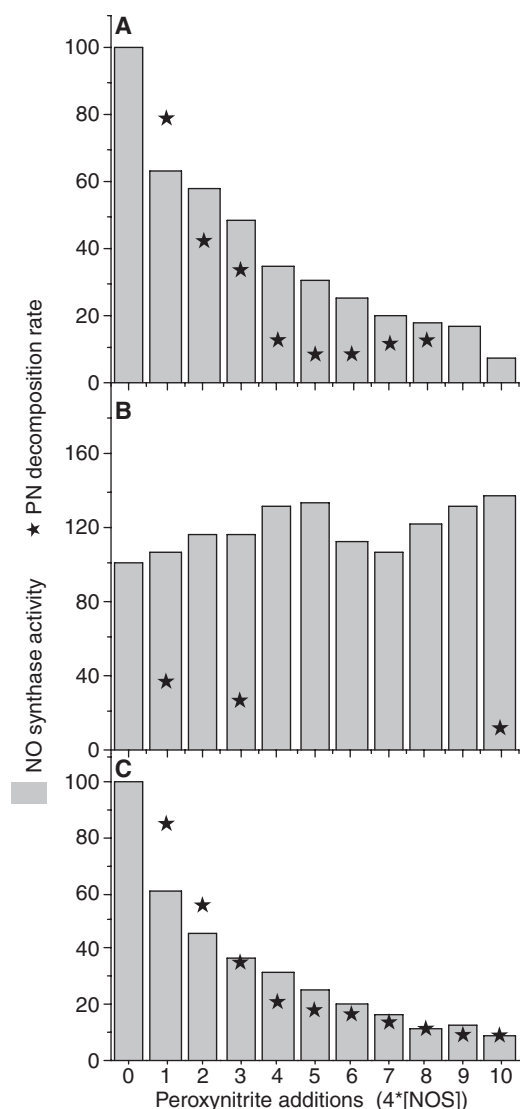 A
100
80
60
40
20
0
B
160
120
80
40
0
C
100
80
60
40
20
0
0 1 2 3 4 5 6 7 8 9 10
Peroxynitrite additions (4*[NOS])
NO synthase activity ★ PN decomposition rate